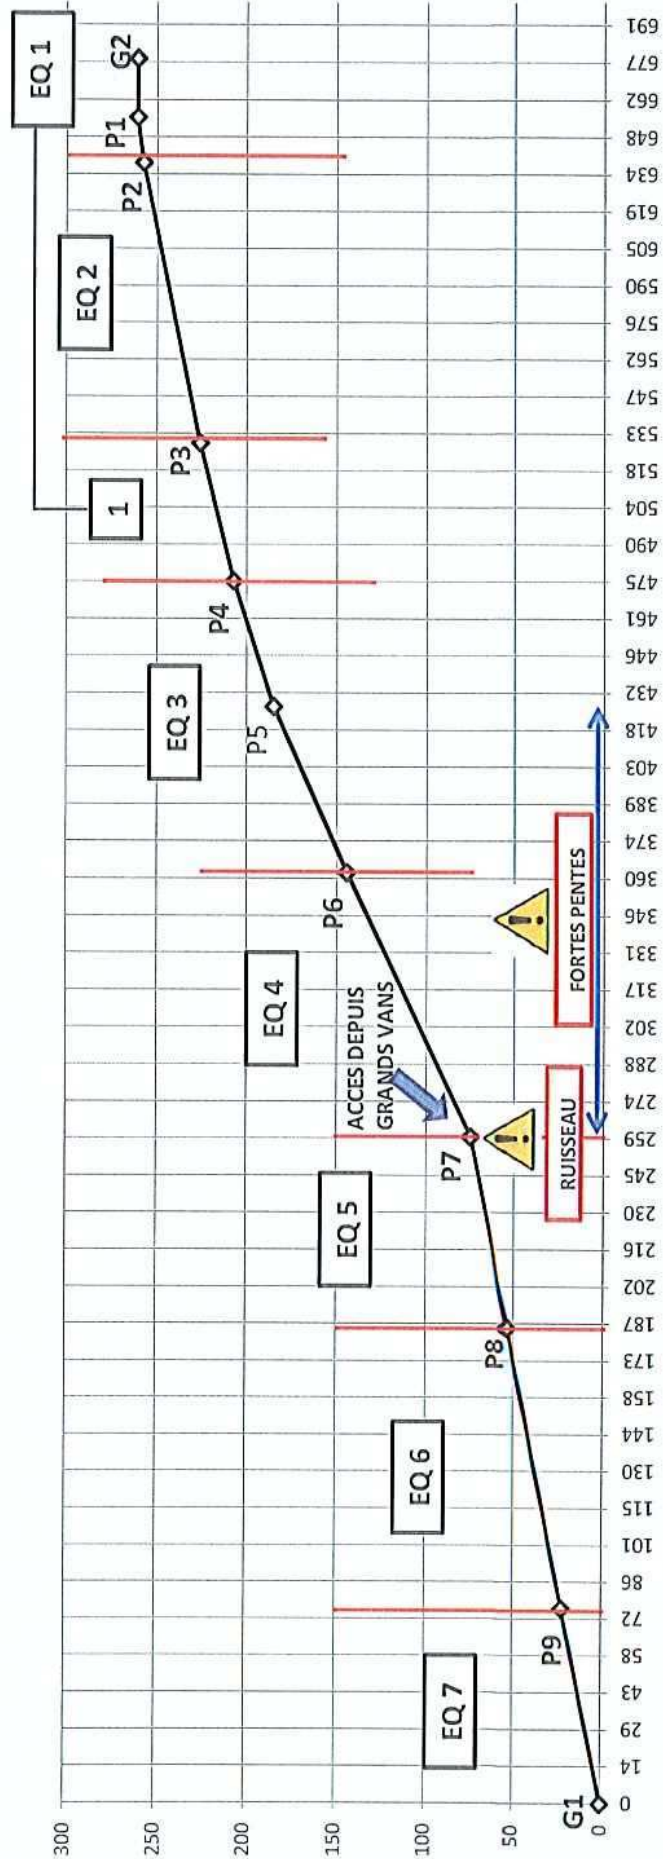 EQ 1
1
EQ 2
EQ 3
EQ 4
EQ 5
EQ 6
EQ 7
G1
P9
P8
P7
P6
P5
P4
P3
P2
P1
G2
ACCES DEPUIS
GRANDS VANS
RUISSEAU
FORTES PENTES
300
250
200
150
100
50
0
0
14
29
43
58
72
86
101
115
130
144
158
173
187
202
216
230
245
259
274
288
302
317
331
346
360
374
389
403
418
432
446
461
475
490
504
518
533
547
562
576
590
605
619
634
648
662
677
691